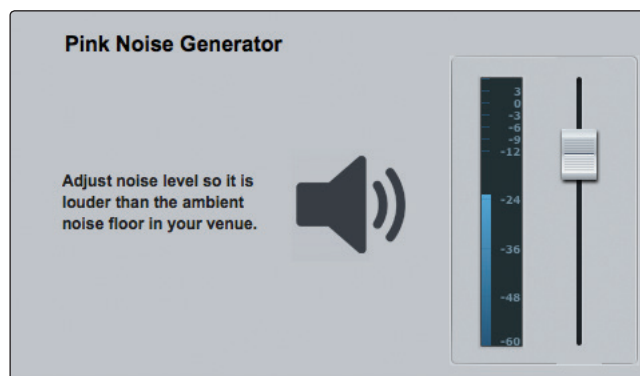 Pink Noise Generator
Adjust noise level so it is
louder than the ambient
noise floor in your venue.
3
0
-3
-6
-9
-12
-24
-36
-48
-60